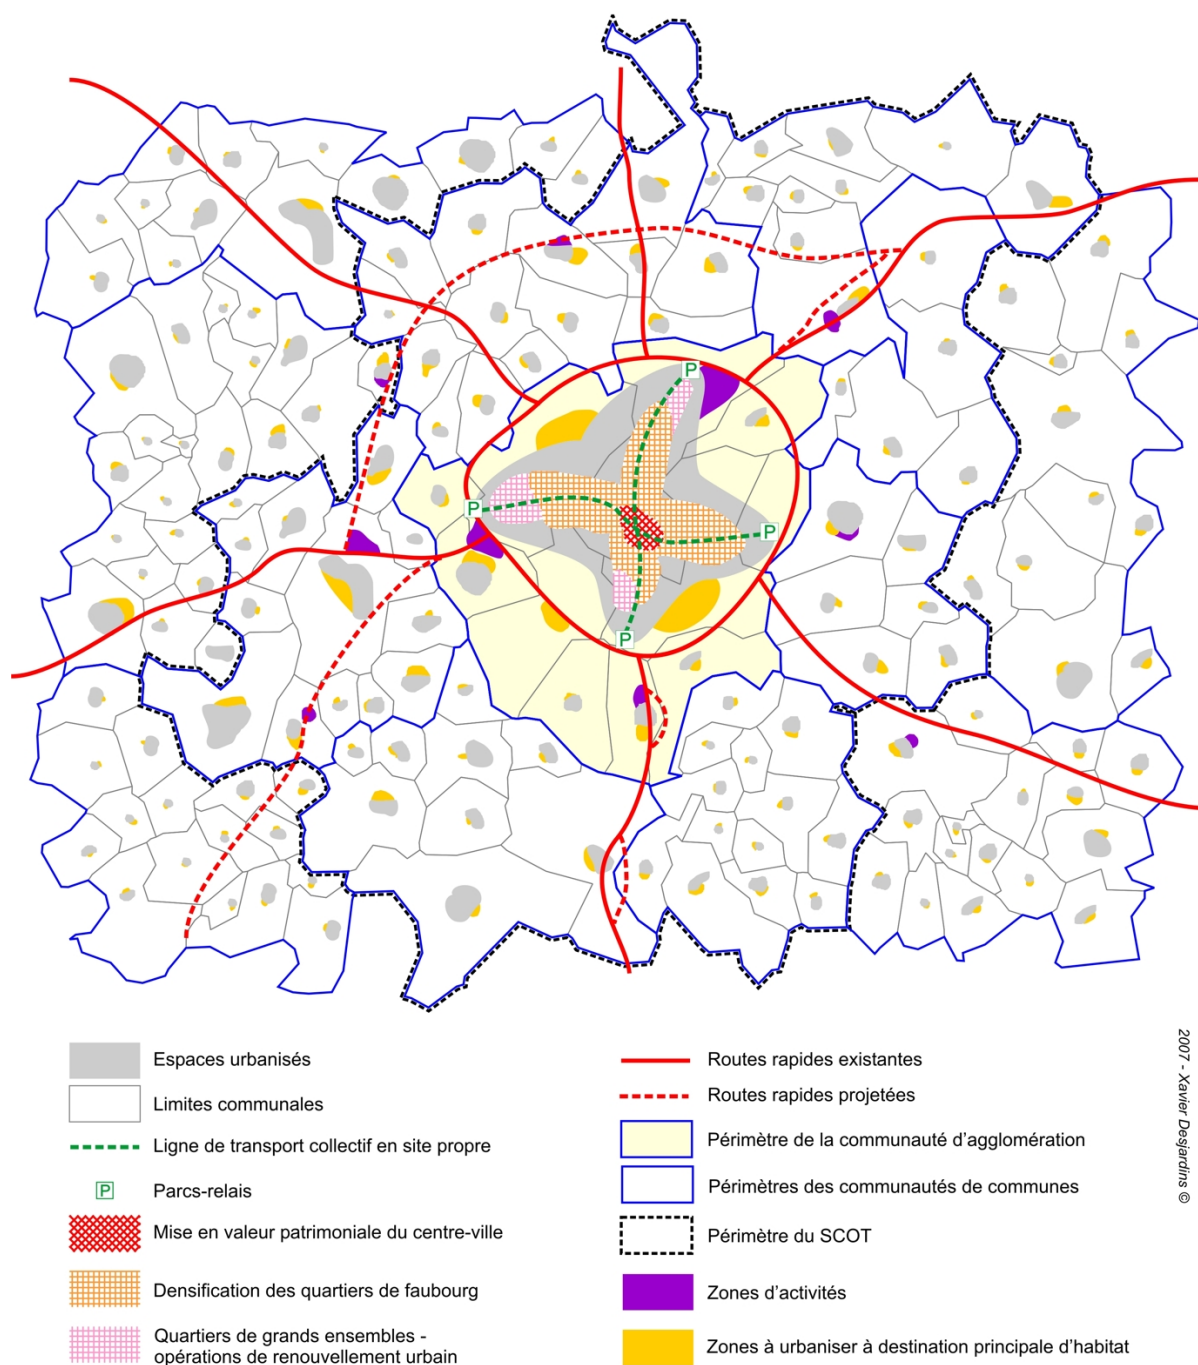 P
P
P
P
Espaces urbanisés
Limites communales
Ligne de transport collectif en site propre
P
Parcs-relais
Mise en valeur patrimoniale du centre-ville
Densification des quartiers de faubourg
Quartiers de grands ensembles -
opérations de renouvellement urbain
Routes rapides existantes
Routes rapides projetées
Périmètre de la communauté d'agglomération
Périmètres des communautés de communes
Périmètre du SCOT
Zones d'activités
Zones à urbaniser à destination principale d'habitat
2007 - Xavier Desjardins ©